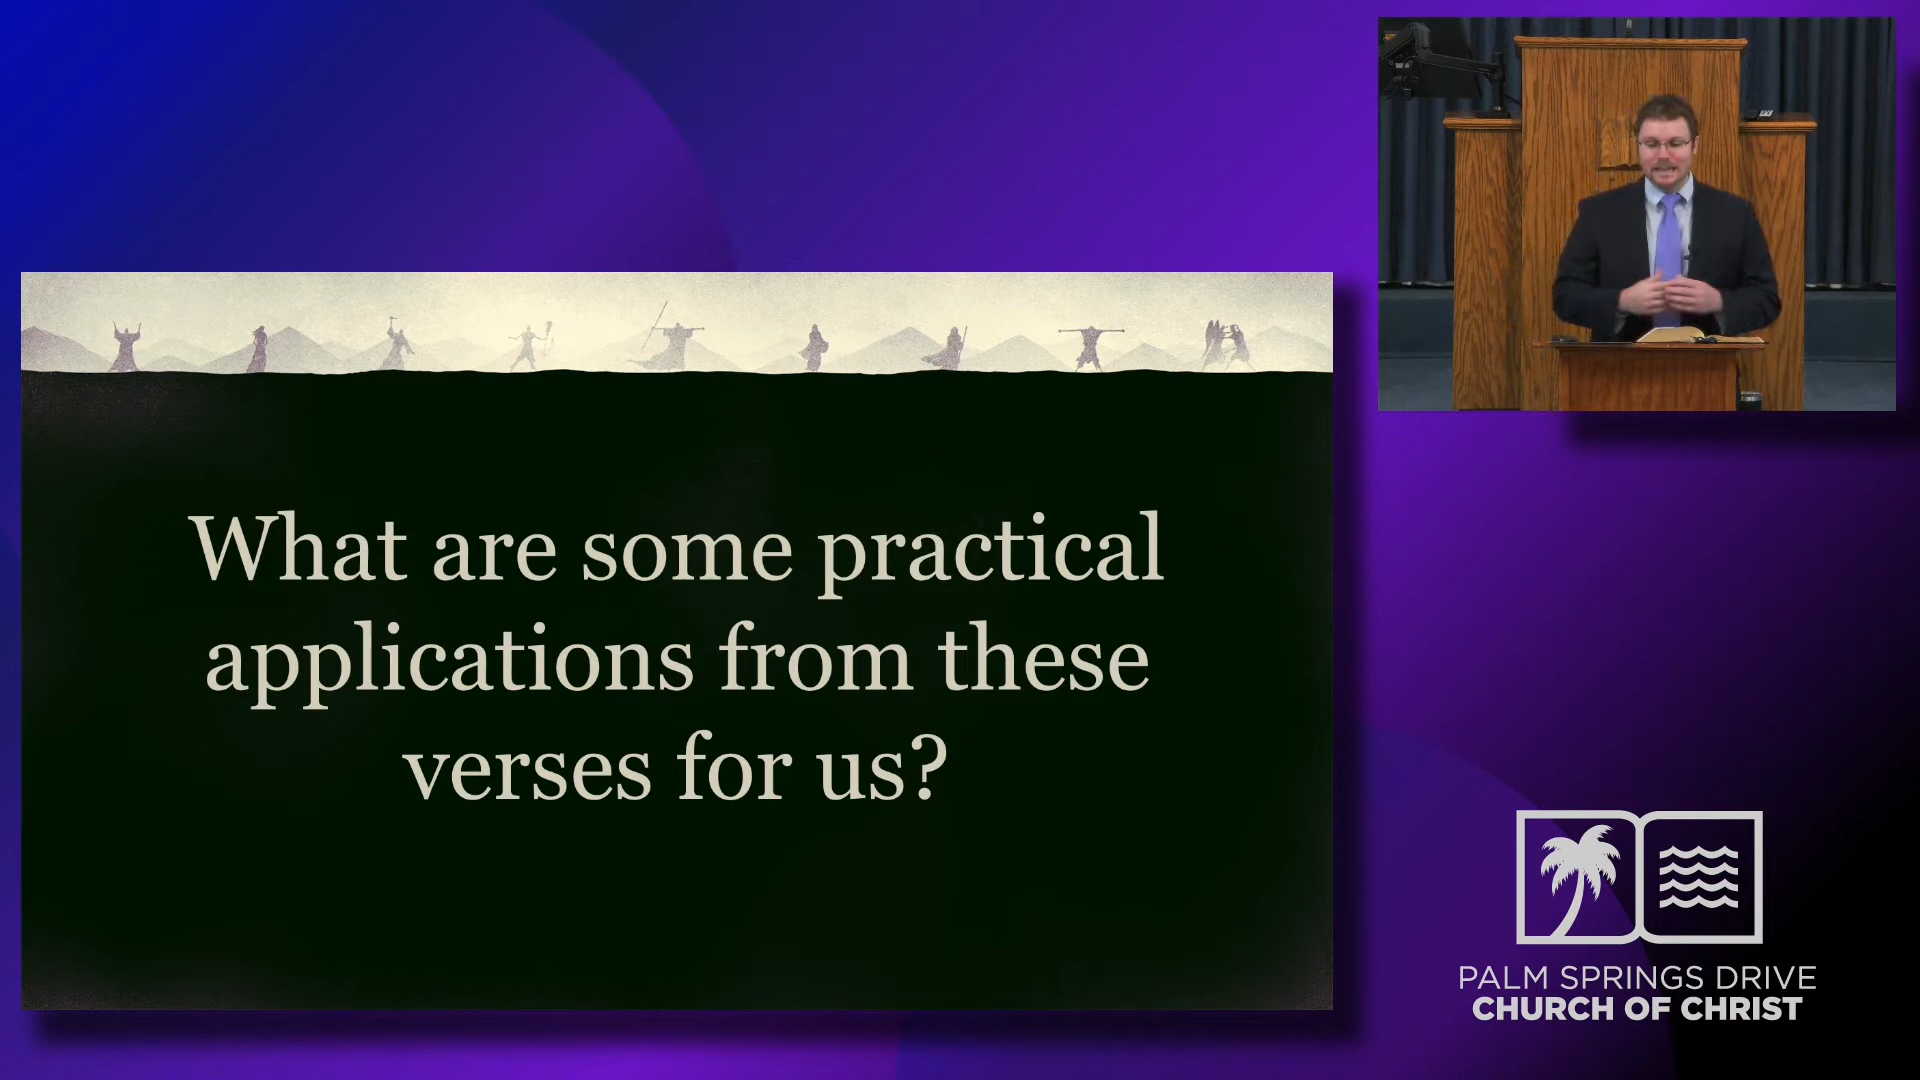 What are some practical
applications from these
verses for us?
PALM SPRINGS DRIVE
CHURCH OF CHRIST